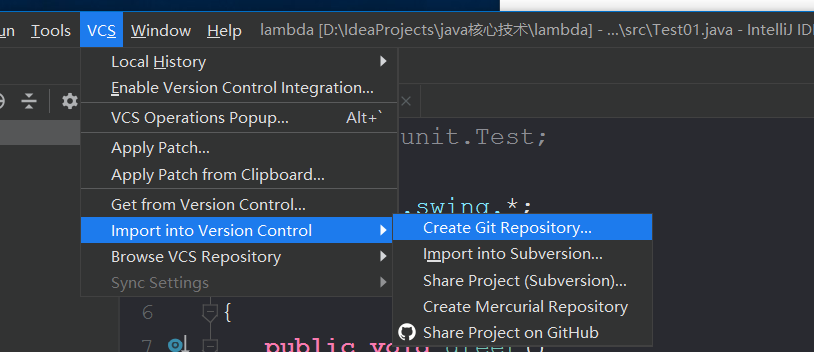 un Tools VCS Window Help lambda [D:\IdeaProjects\java核心技术\lambda] - ...\src\Test01.java - IntelliJ IDE
Local History
Enable Version Control Integration...
VCS Operations Popup... Alt+`
unit.Test;
Apply Patch...
Apply Patch from Clipboard...
Get from Version Control...
.swing.*;
Import into Version Control
Create Git Repository...
Browse VCS Repository
Import into Subversion...
Sync Settings
Share Project (Subversion)...
6 {
Create Mercurial Repository
Share Project on GitHub
7 public void